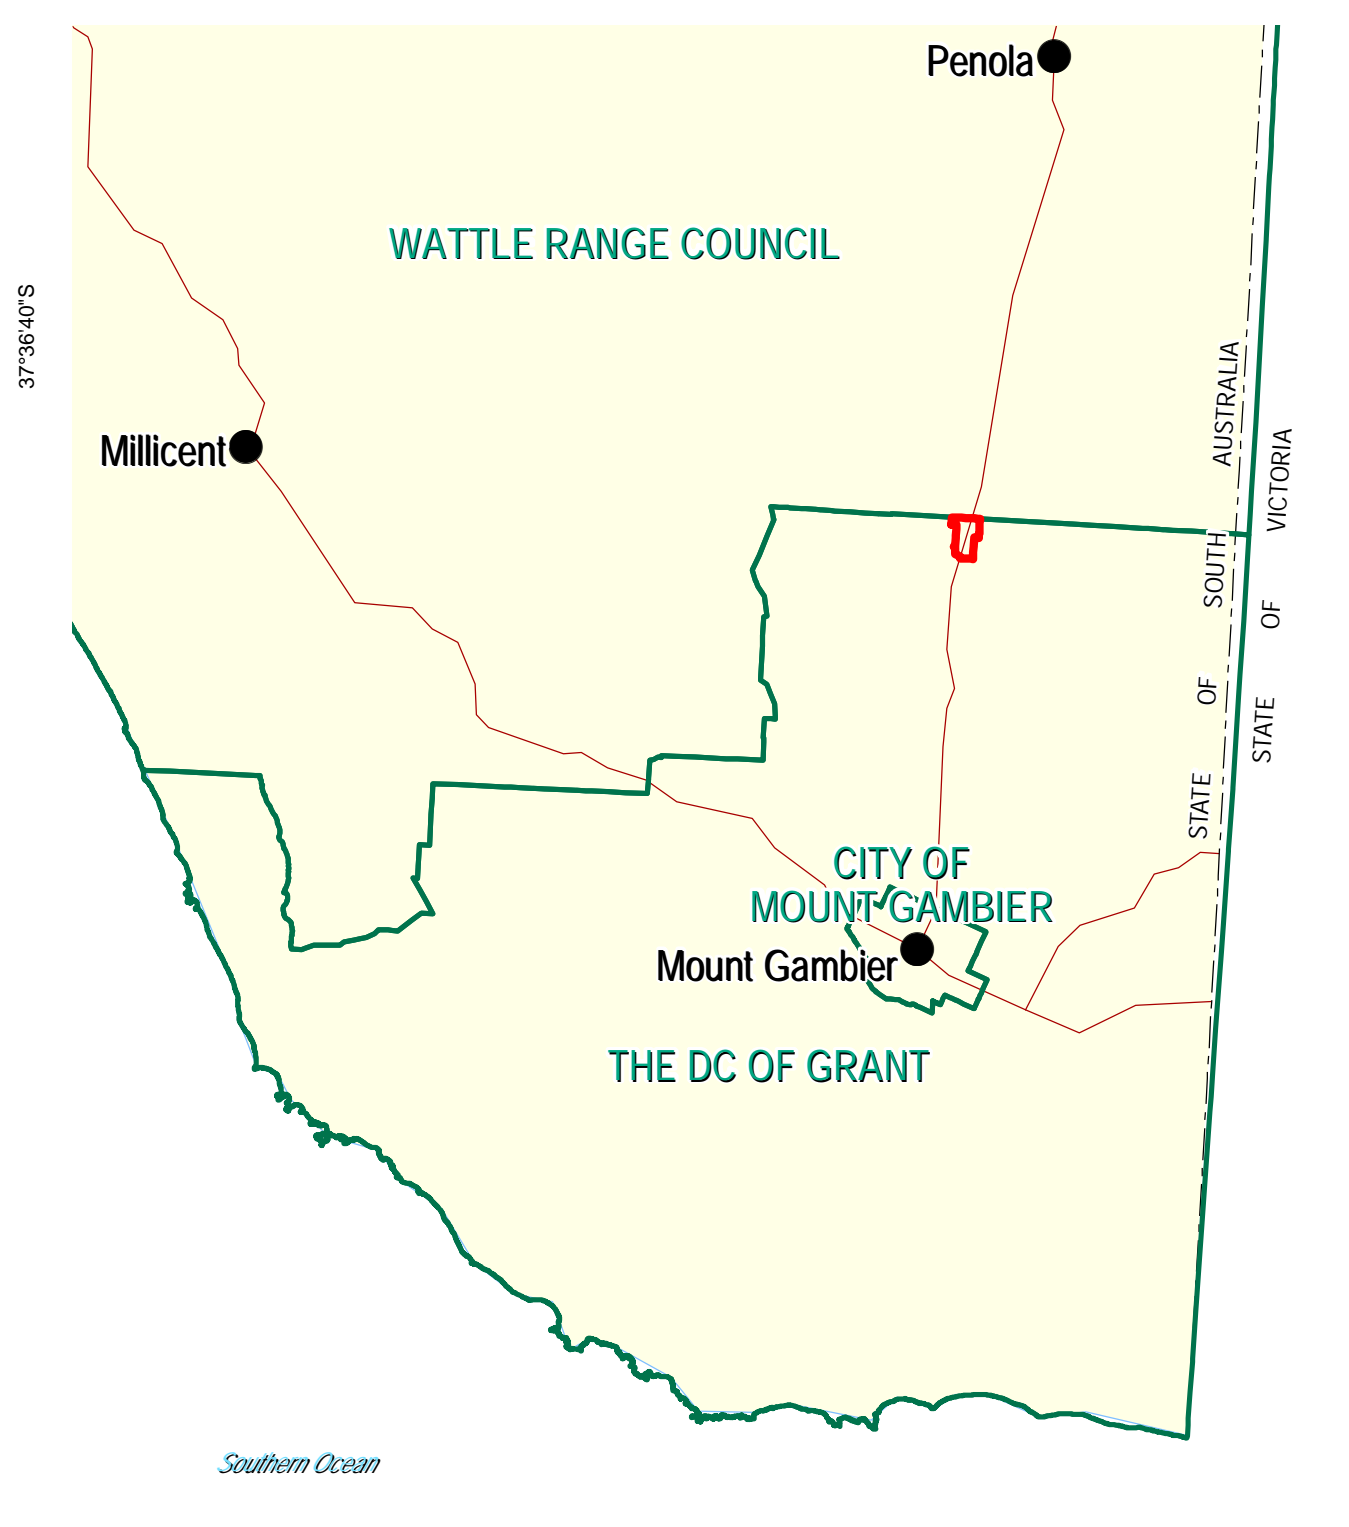 Penola
WATTLE RANGE COUNCIL
37°36'40"S
Millicent
STATE OF SOUTH AUSTRALIA
STATE OF VICTORIA
CITY OF
MOUNT GAMBIER
Mount Gambier
THE DC OF GRANT
Southern Ocean